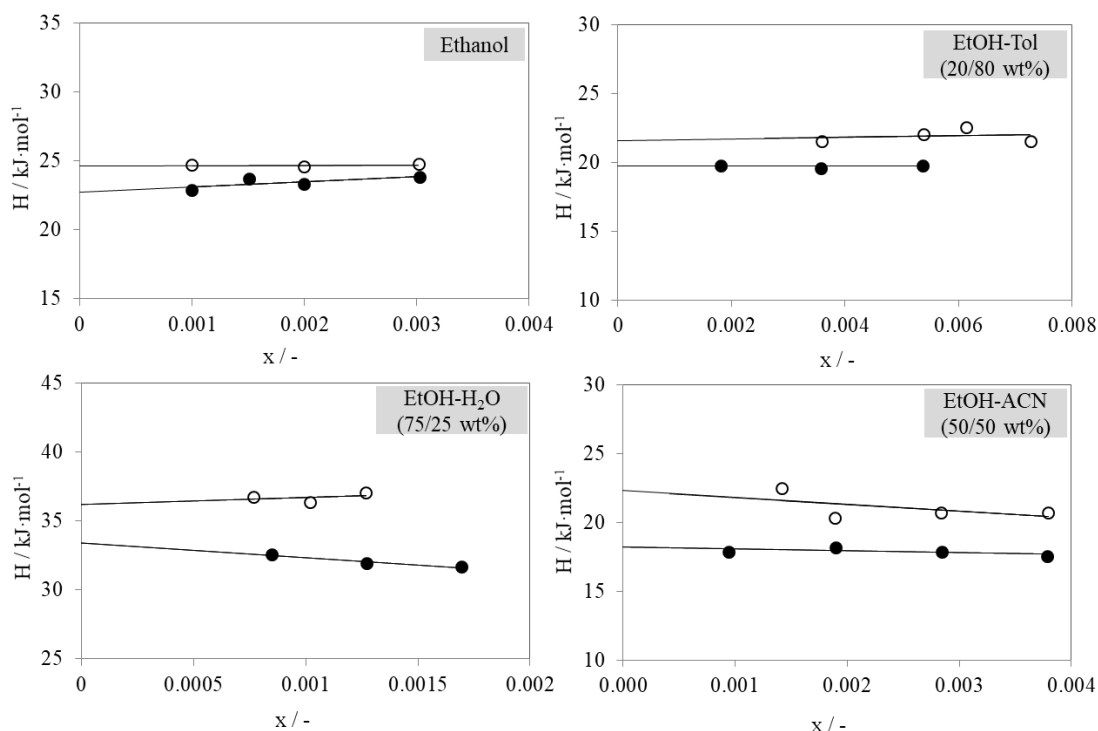 Ethanol
H / kJ·mol-1
35
30
25
20
15
0
0.001
0.002
0.003
0.004
x / -
EtOH-Tol
(20/80 wt%)
H / kJ·mol-1
30
25
20
15
10
0
0.002
0.004
0.006
0.008
x / -
EtOH-H2O
(75/25 wt%)
H / kJ·mol-1
45
40
35
30
25
0
0.0005
0.001
0.0015
0.002
x / -
EtOH-ACN
(50/50 wt%)
H / kJ·mol-1
30
25
20
15
10
0.000
0.001
0.002
0.003
0.004
x / -